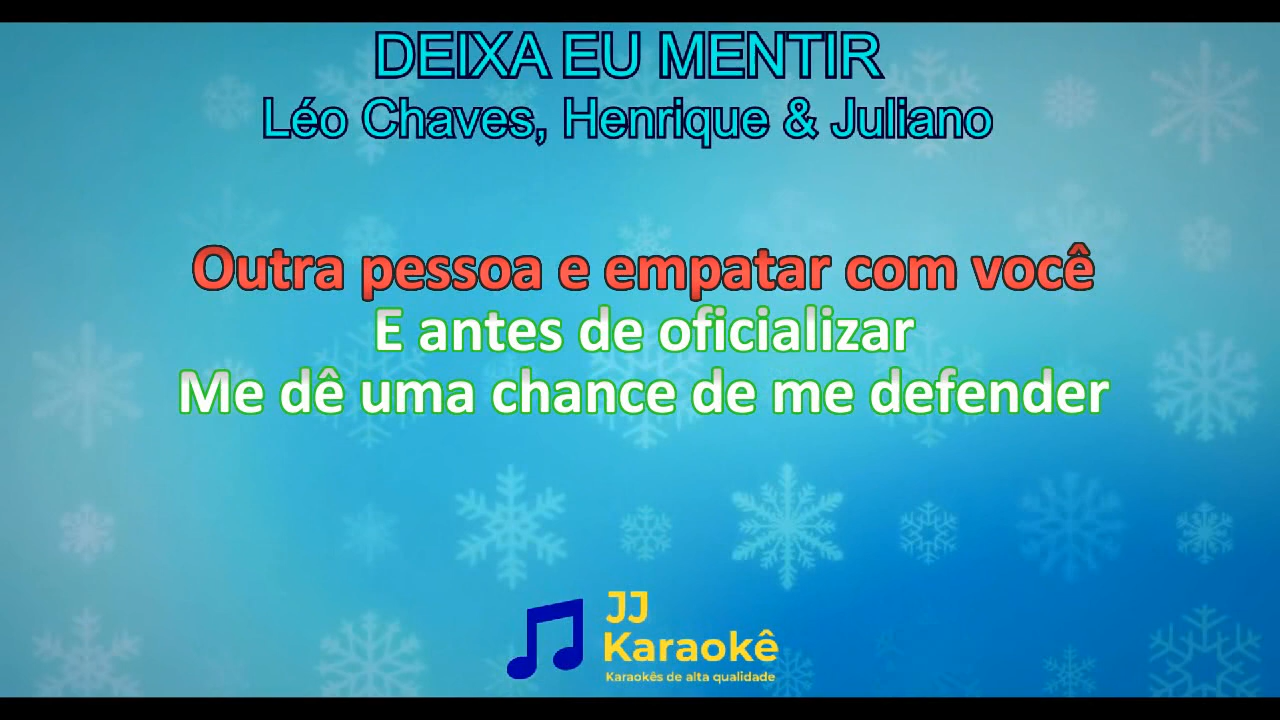 DEIXA EU MENTIR
Léo Chaves, Henrique & Juliano
Outra pessoa e empatar com você
E antes de oficializar
Me dê uma chance de me defender
JJ
Karaokê
Karaokês de alta qualidade